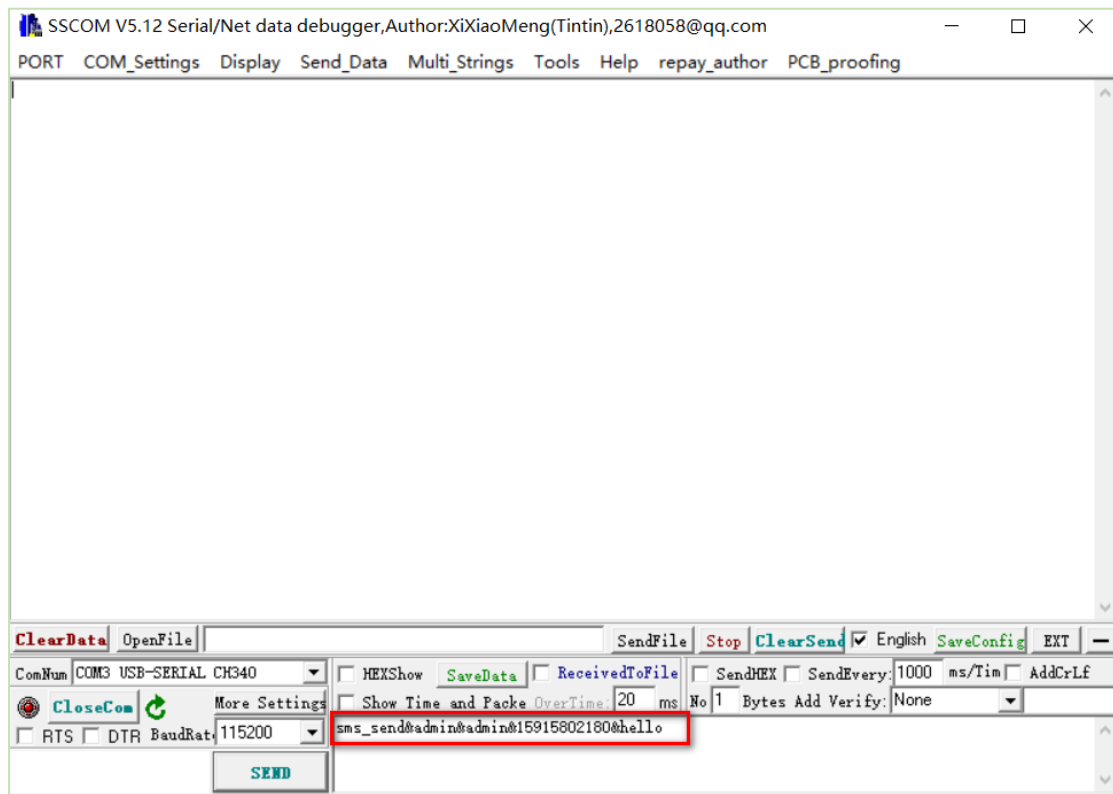 SSCOM V5.12 Serial/Net data debugger,Author:XiXiaoMeng(Tintin),2618058@qq.com
PORT COM_Settings Display Send_Data Multi_Strings Tools Help repay_author PCB_proofing
ClearData OpenFile SendFile Stop ClearSend English SaveConfig EXT
ComNum COM3 USB-SERIAL CH340 HEXShow SaveData ReceivedToFile SendHEX SendEvery: 1000 ms/Tim AddCrLf
CloseCom More Settings Show Time and Packe OverTime: 20 ms No 1 Bytes Add Verify: None
RTS DTR BaudRat 115200 sms_send&admin&admin&15915802180&hello
SEND